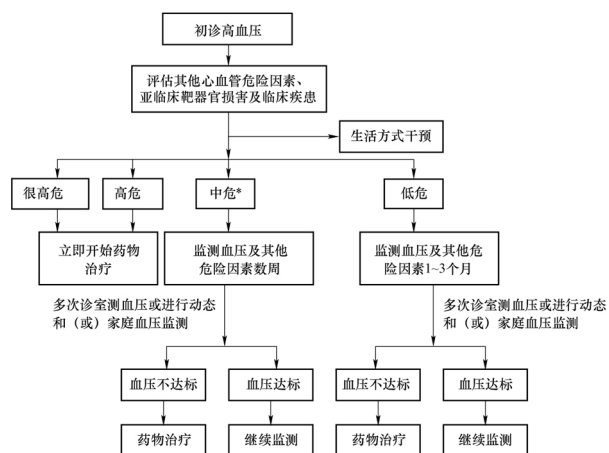 初诊高血压
评估其他心血管危险因素、
亚临床靶器官损害及临床疾患
生活方式干预
很高危
高危
中危*
低危
立即开始药物
治疗
监测血压及其他
危险因素数周
监测血压及其他危
险因素1~3个月
多次诊室测血压或进行动态
和（或）家庭血压监测
多次诊室测血压或进行动态
和（或）家庭血压监测
血压不达标
血压达标
血压不达标
血压达标
药物治疗
继续监测
药物治疗
继续监测